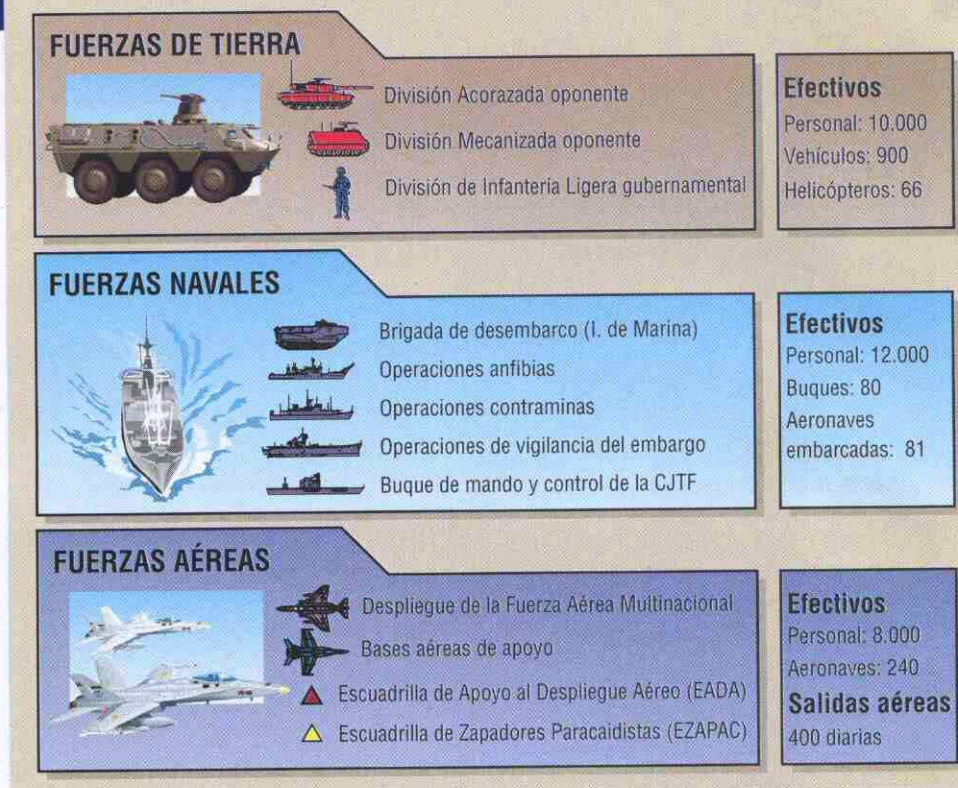 FUERZAS DE TIERRA
División Acorazada oponente
División Mecanizada oponente
División de Infantería Ligera gubernamental
Efectivos
Personal: 10.000
Vehículos: 900
Helicópteros: 66
FUERZAS NAVALES
Brigada de desembarco (I. de Marina)
Operaciones anfibias
Operaciones contraminas
Operaciones de vigilancia del embargo
Buque de mando y control de la CJTF
Efectivos
Personal: 12.000
Buques: 80
Aeronaves
embarcadas: 81
FUERZAS AÉREAS
Despliegue de la Fuerza Aérea Multinacional
Bases aéreas de apoyo
Escuadrilla de Apoyo al Despliegue Aéreo (EADA)
Escuadrilla de Zapadores Paracaidistas (EZAPAC)
Efectivos
Personal: 8.000
Aeronaves: 240
Salidas aéreas
400 diarias